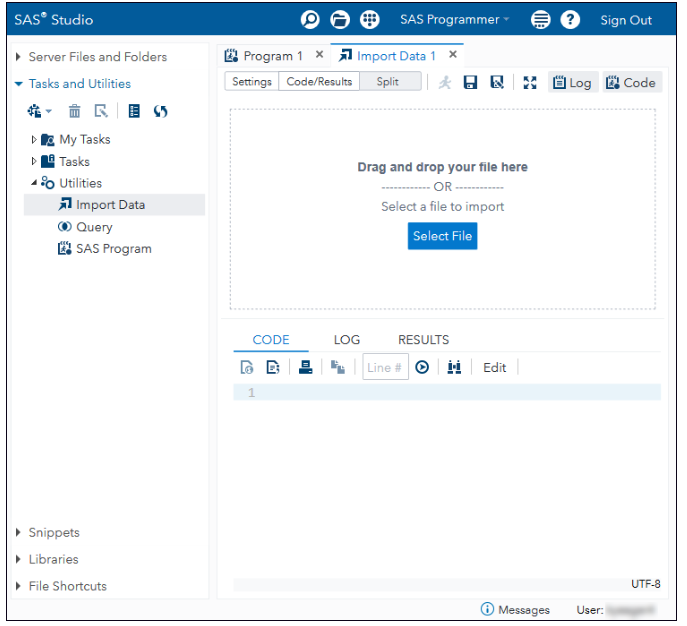 SAS® Studio SAS Programmer Sign Out
Server Files and Folders
Tasks and Utilities
My Tasks
Tasks
Utilities
Import Data
Query
SAS Program
Snippets
Libraries
File Shortcuts
Program 1 × Import Data 1 ×
Settings Code/Results Split Log Code
Drag and drop your file here
------------ OR ------------
Select a file to import
Select File
CODE LOG RESULTS
Line # Edit
1
UTF-8
Messages User: